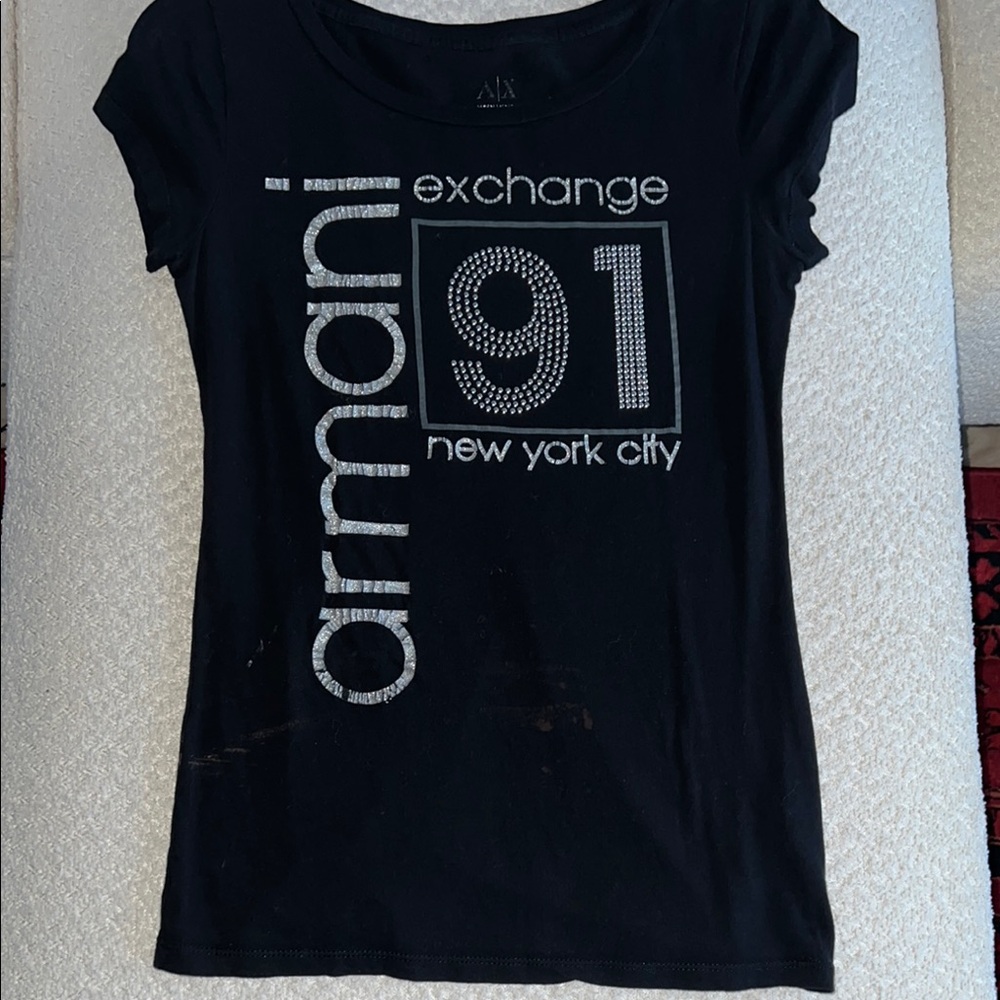 A|X
armani
exchange
91
new york city